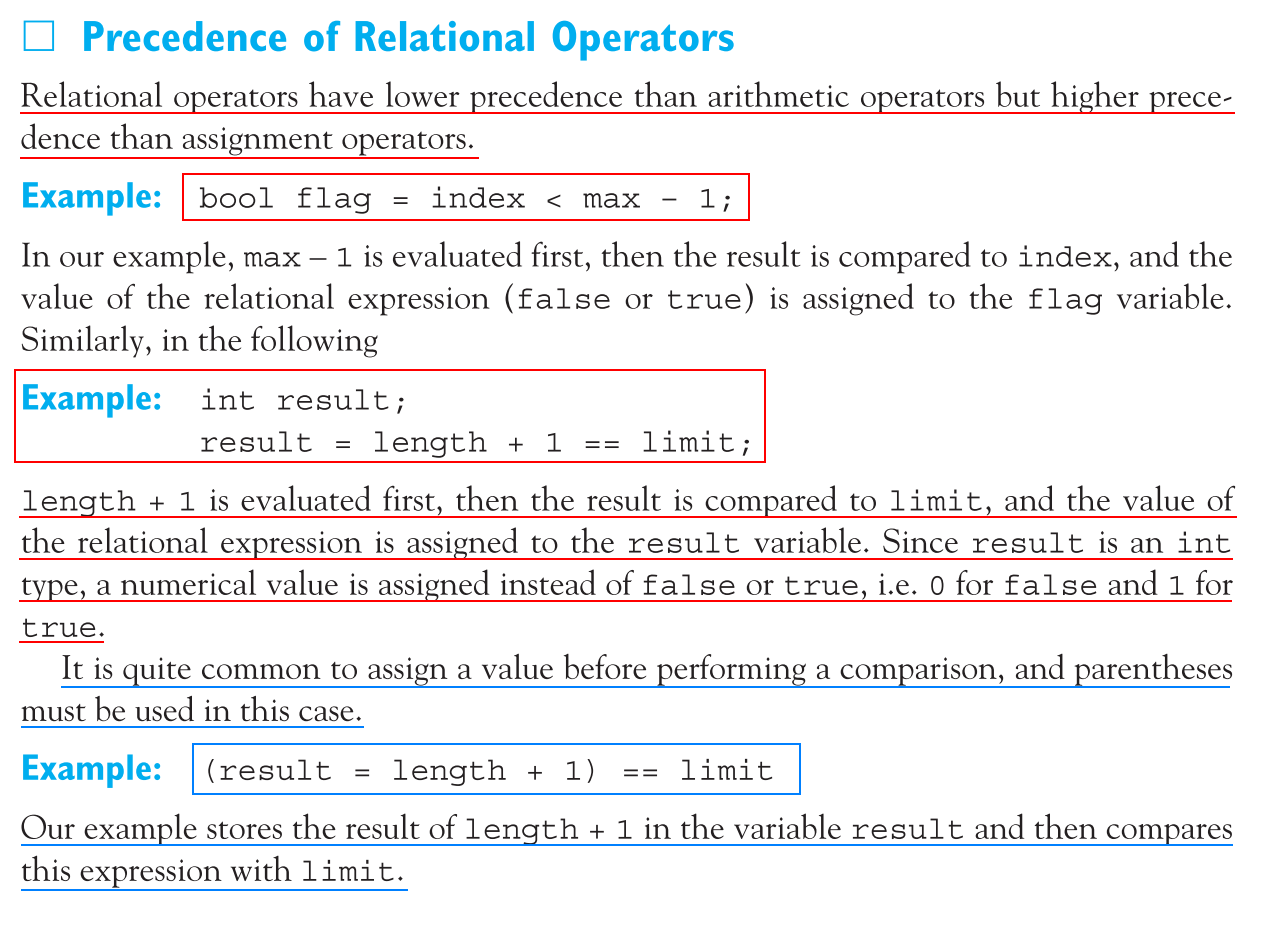 Precedence of Relational Operators
Relational operators have lower precedence than arithmetic operators but higher prece-
dence than assignment operators.
Example: bool flag = index < max – 1;
In our example, max – 1 is evaluated first, then the result is compared to index, and the
value of the relational expression (false or true) is assigned to the flag variable.
Similarly, in the following
Example: int result;
result = length + 1 == limit;
length + 1 is evaluated first, then the result is compared to limit, and the value of
the relational expression is assigned to the result variable. Since result is an int
type, a numerical value is assigned instead of false or true, i.e. 0 for false and 1 for
true.
It is quite common to assign a value before performing a comparison, and parentheses
must be used in this case.
Example: (result = length + 1) == limit
Our example stores the result of length + 1 in the variable result and then compares
this expression with limit.